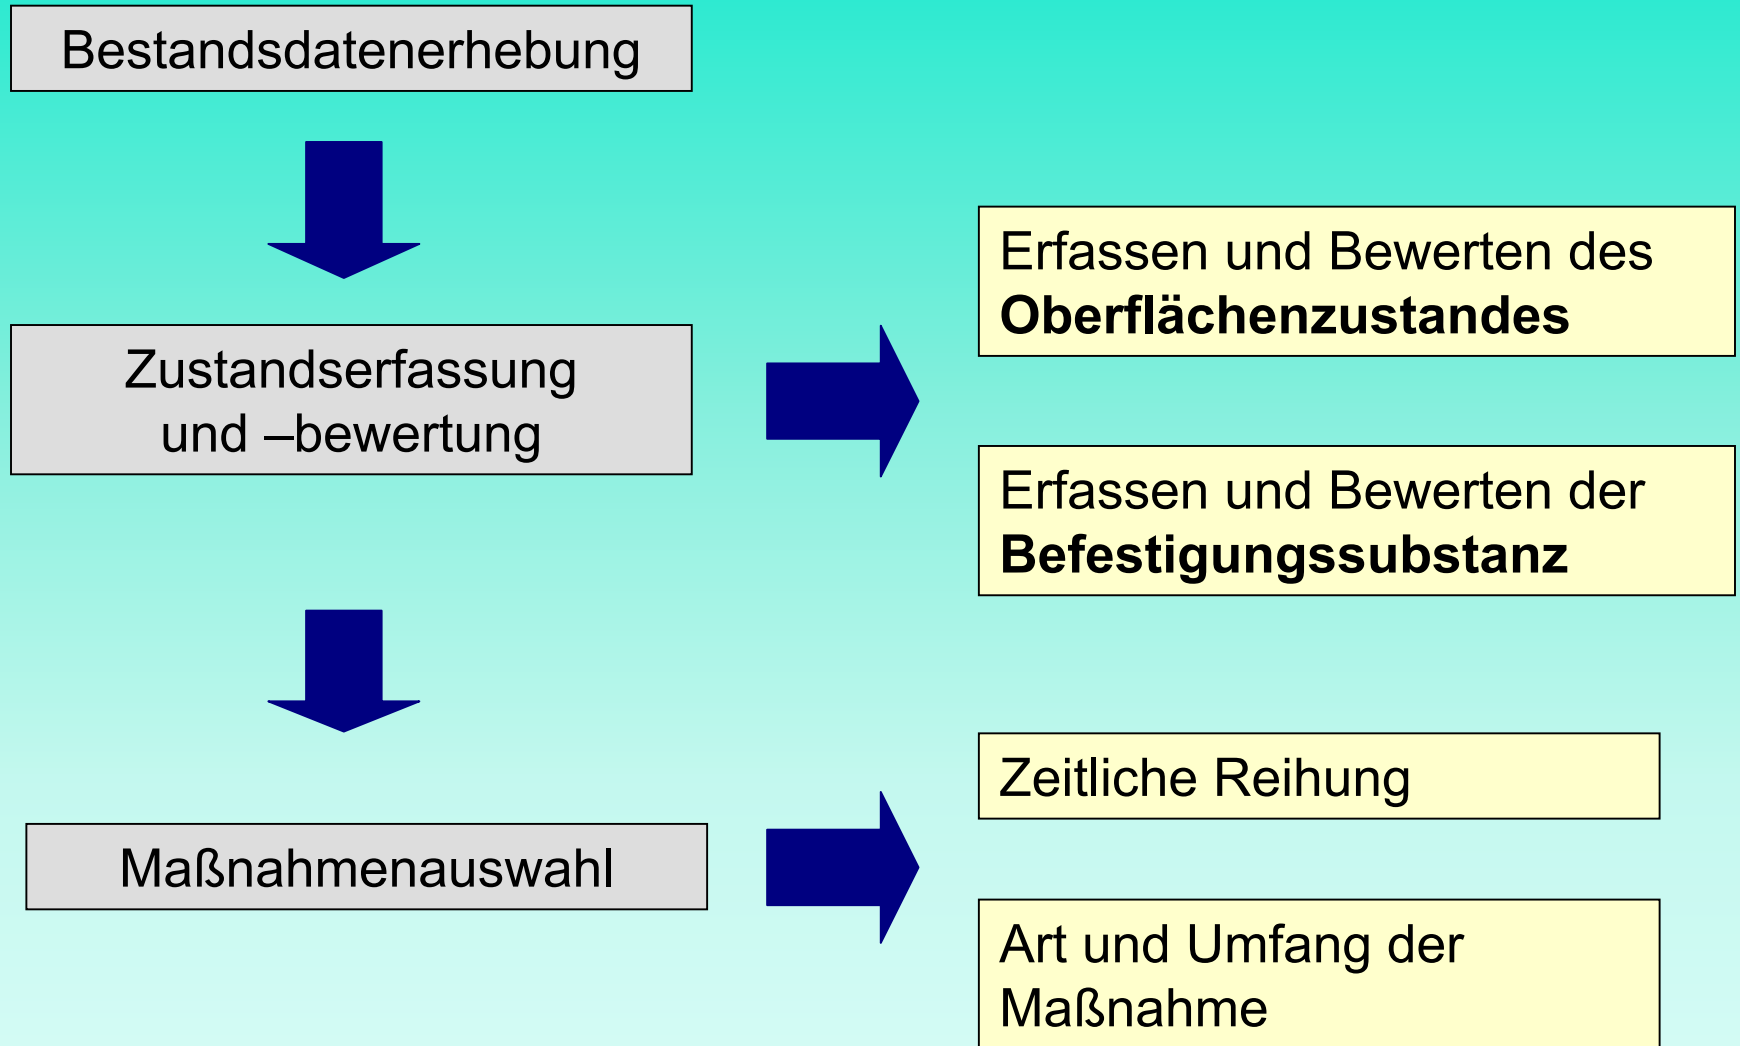 Bestandsdatenerhebung
Zustandserfassung
und –bewertung
Erfassen und Bewerten des
Oberflächenzustandes
Erfassen und Bewerten der
Befestigungssubstanz
Maßnahmenauswahl
Zeitliche Reihung
Art und Umfang der
Maßnahme